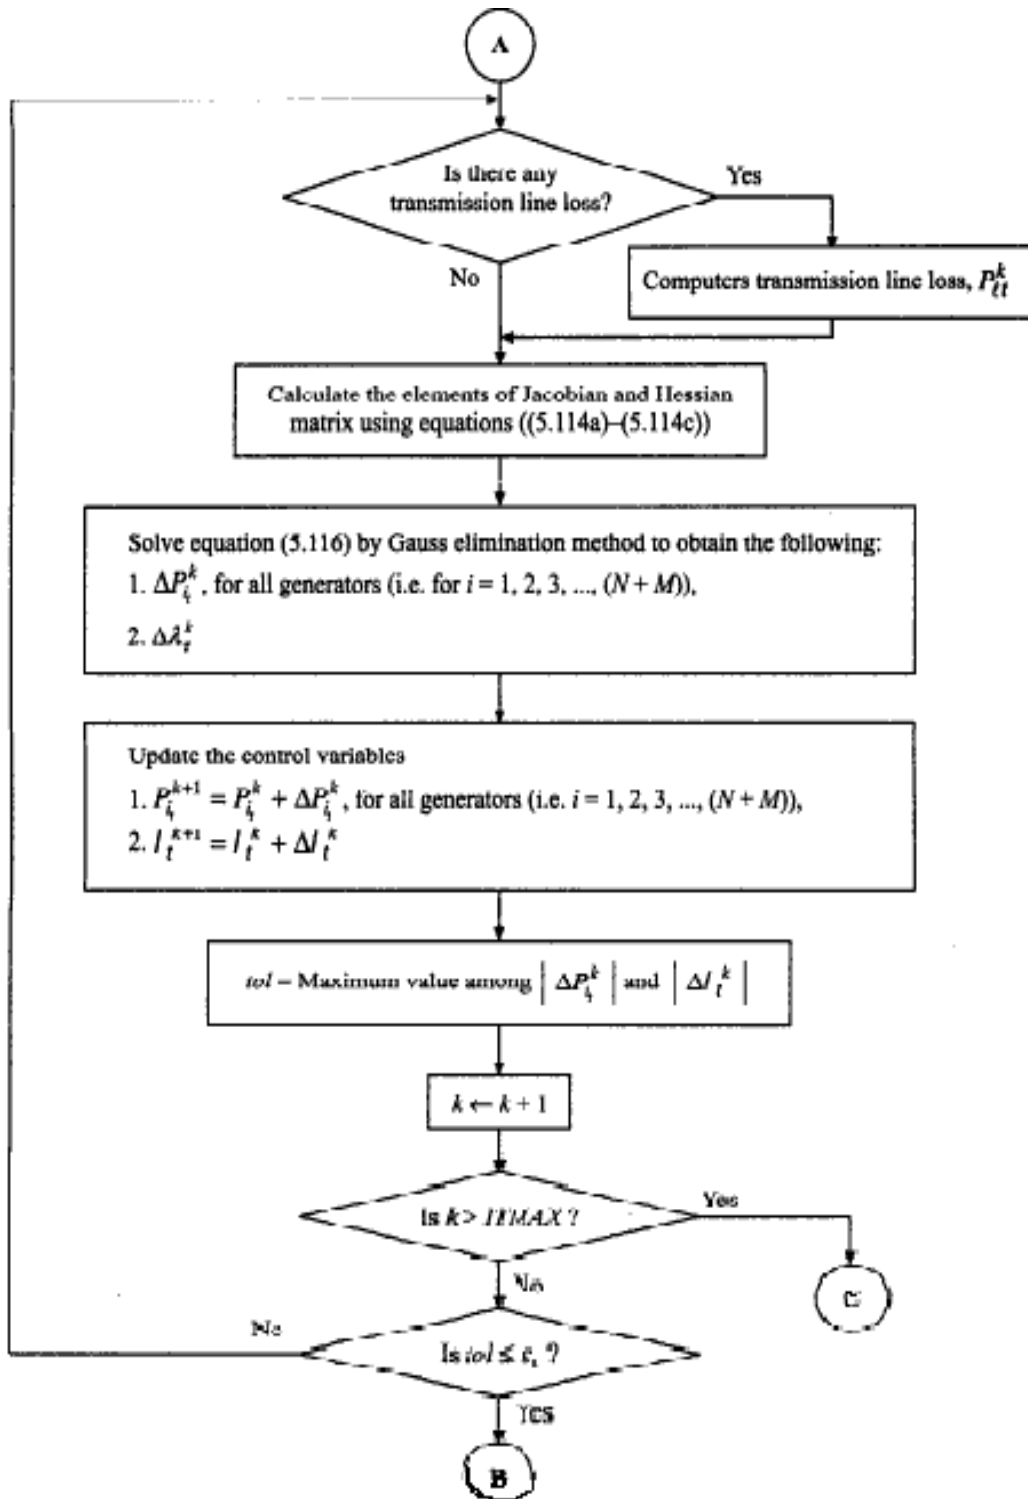 A
Is there any
transmission line loss?
Yes
No
Computers transmission line loss, P_{ℓt}^k
Calculate the elements of Jacobian and Hessian
matrix using equations ((5.114a)–(5.114c))
Solve equation (5.116) by Gauss elimination method to obtain the following:
1. ΔP_{i_t}^k, for all generators (i.e. for i = 1, 2, 3, ..., (N + M)),
2. Δλ_t^k
Update the control variables
1. P_{i_t}^{k+1} = P_{i_t}^k + ΔP_{i_t}^k, for all generators (i.e. i = 1, 2, 3, ..., (N + M)),
2. l_t^{k+1} = l_t^k + Δl_t^k
tol – Maximum value among | ΔP_{i_t}^k | and | Δl_t^k |
k ← k + 1
Is k > ITMAX ?
Yes
No
C
No
Is tol ≤ ε, ?
YES
B